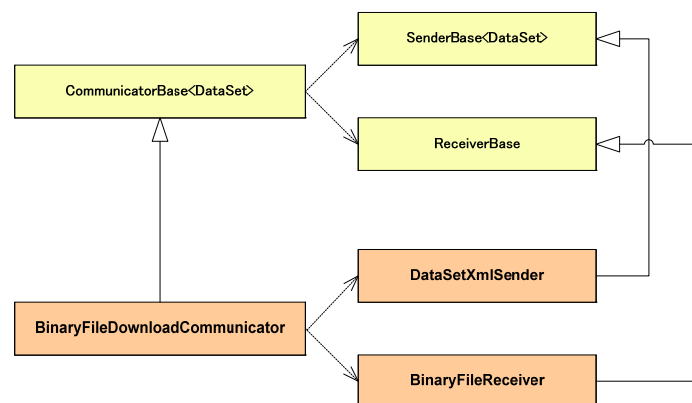 SenderBase<DataSet>
CommunicatorBase<DataSet>
ReceiverBase
DataSetXmlSender
BinaryFileDownloadCommunicator
BinaryFileReceiver